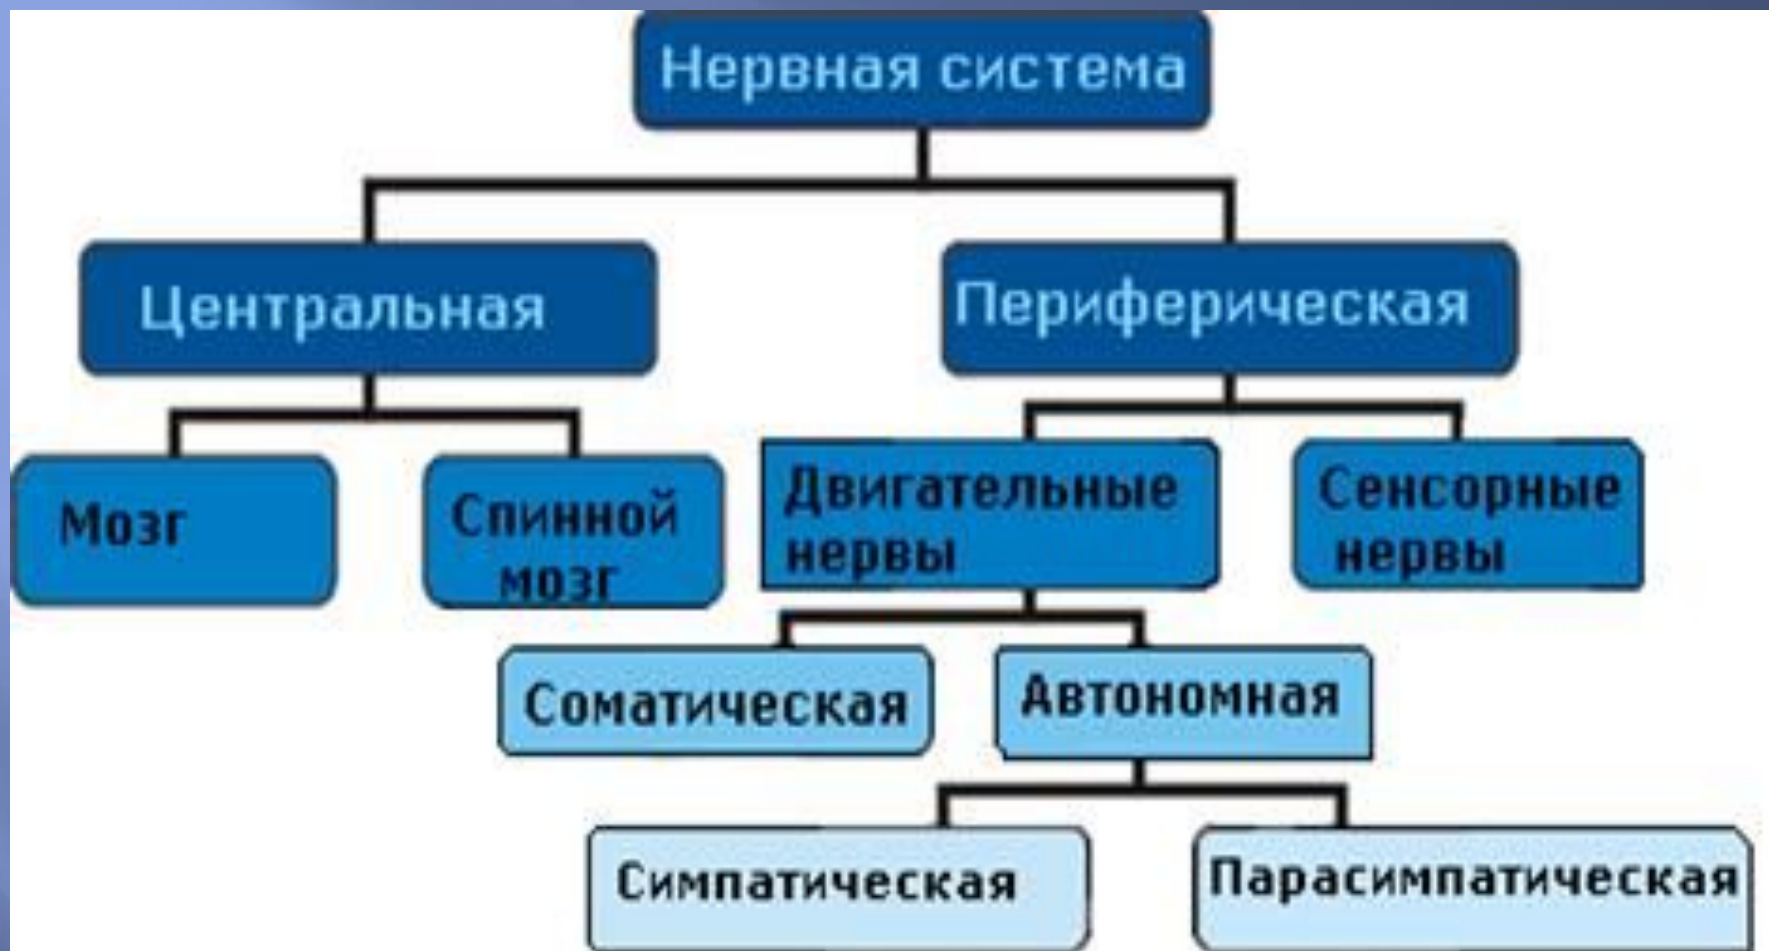 Нервная система
Центральная
Периферическая
Мозг
Спинной
мозг
Двигательные
нервы
Сенсорные
нервы
Соматическая
Автономная
Симпатическая
Парасимпатическая